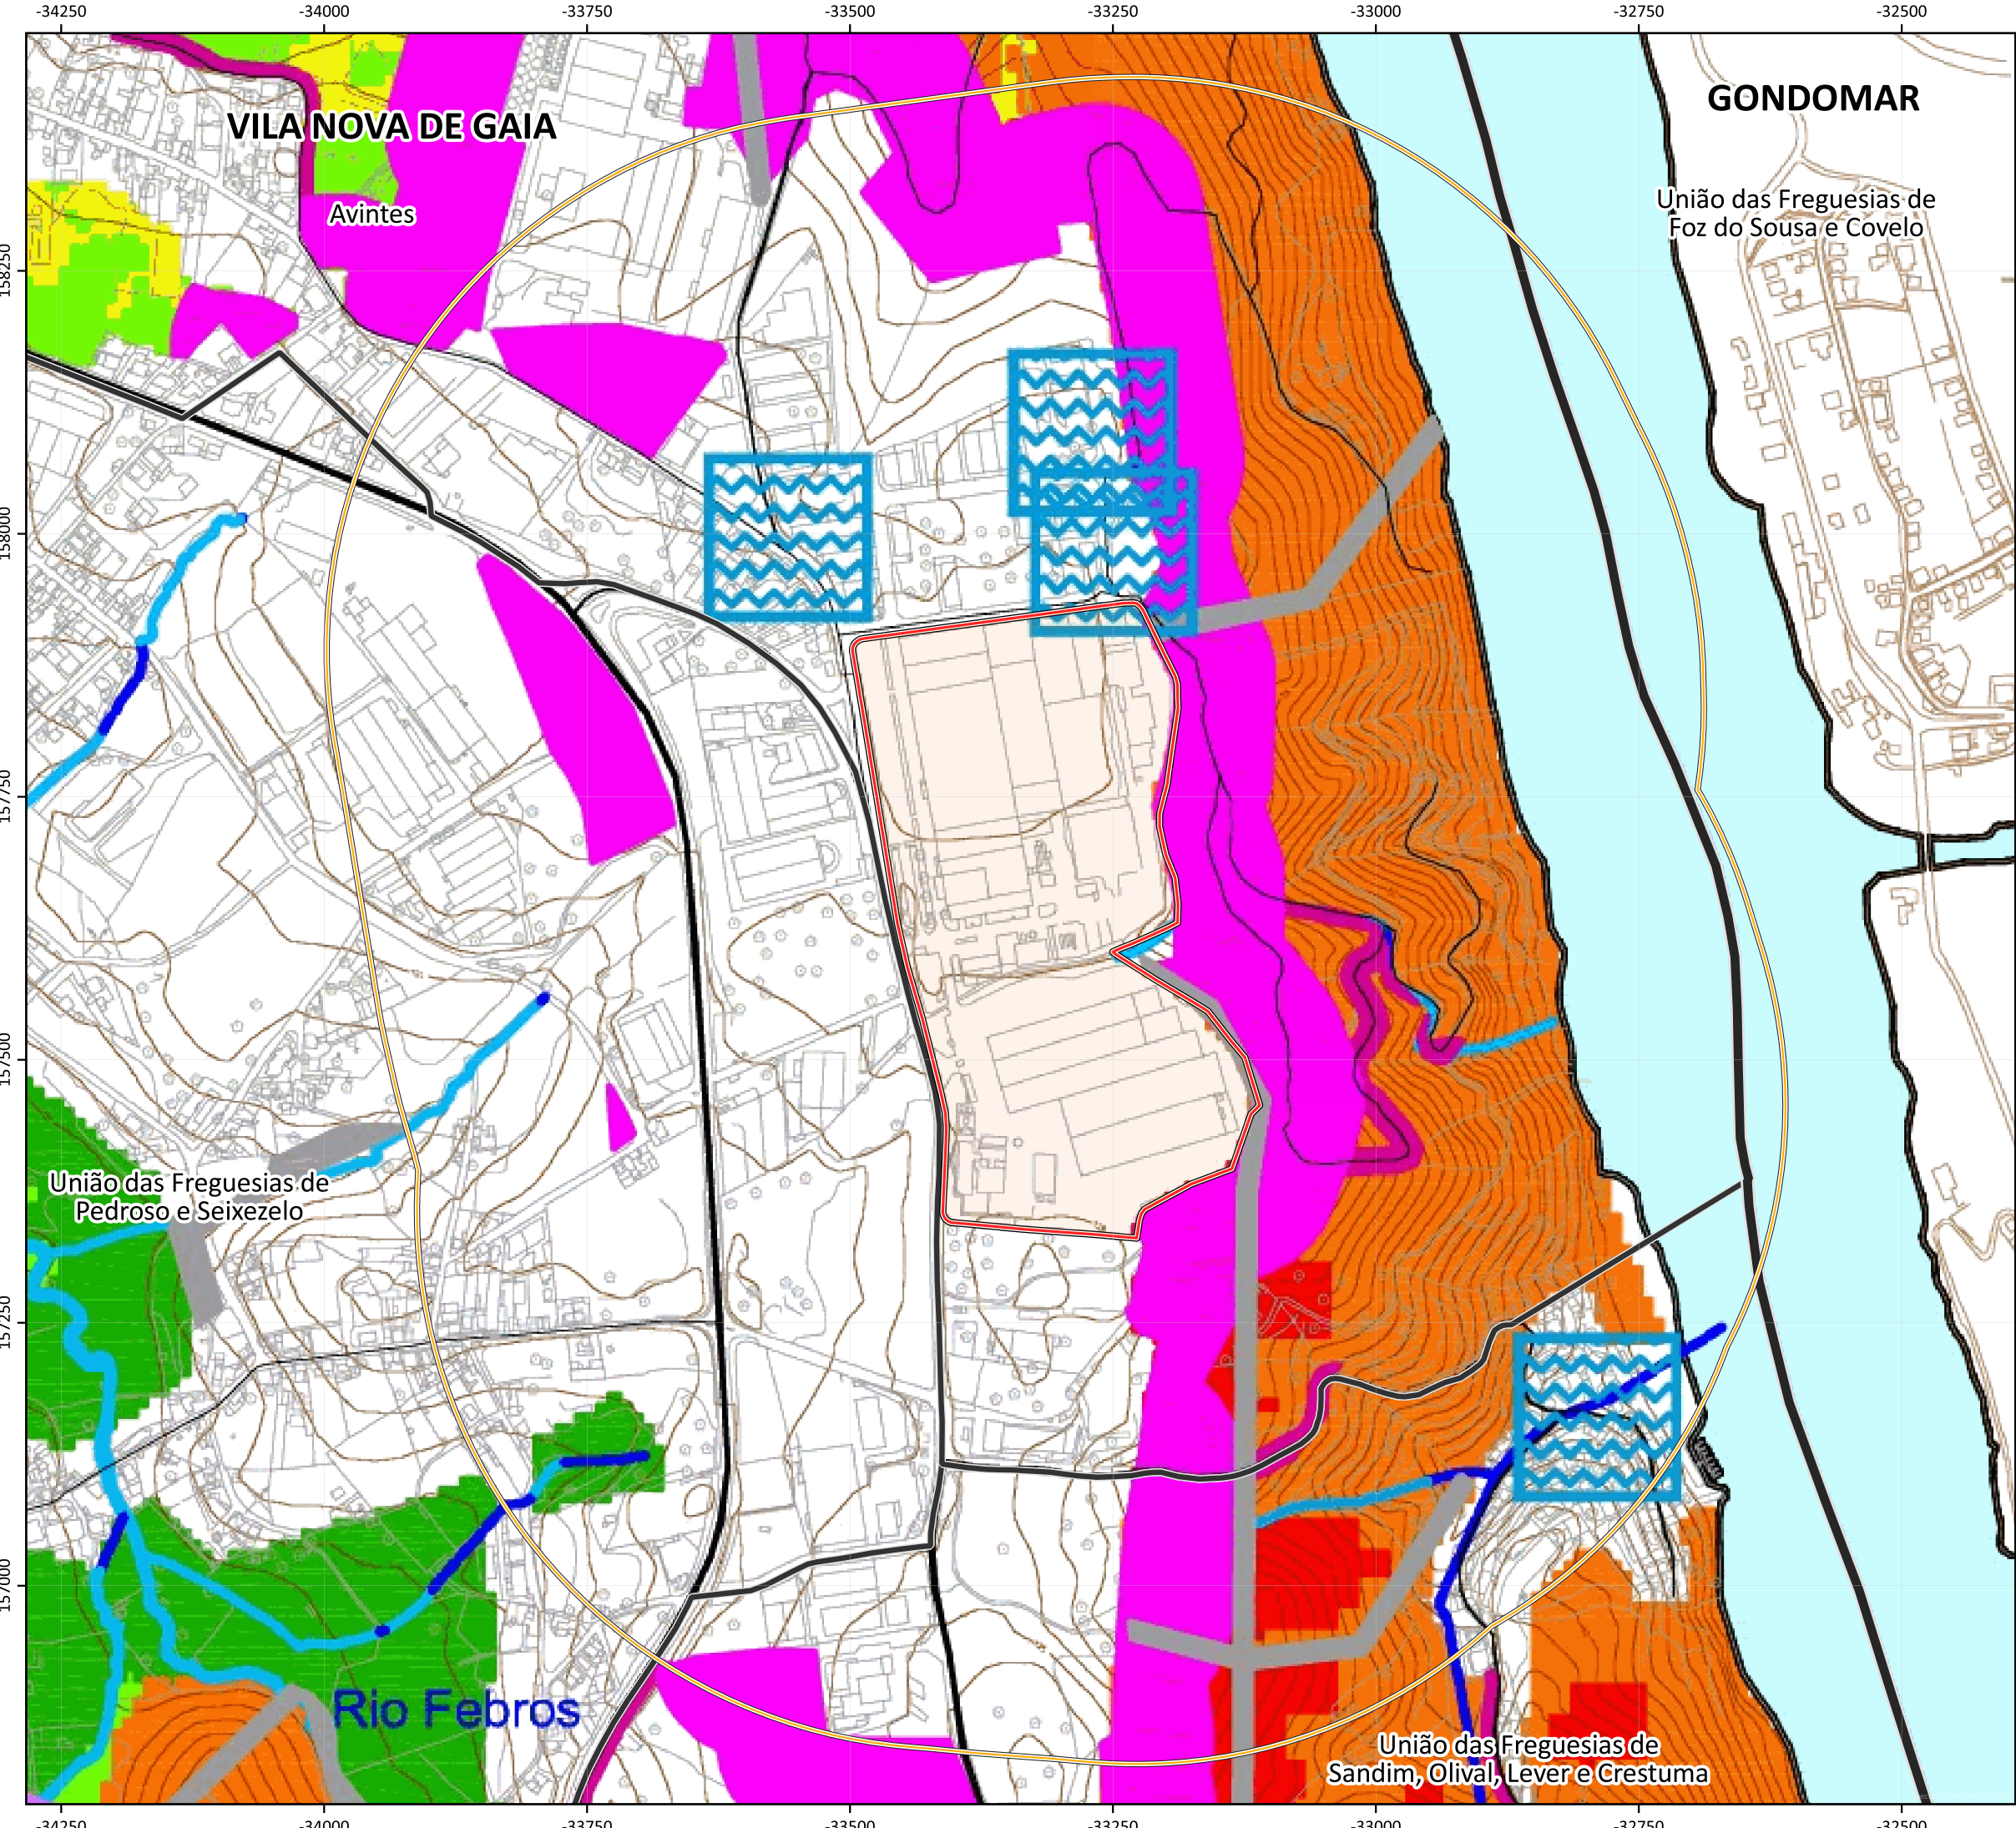 -34250 -34000 -33750 -33500 -33250 -33000 -32750 -32500
GONDOMAR
VILA NOVA DE GAIA
União das Freguesias de
Foz do Sousa e Covelo
Avintes
158250
158000
157750
157500
União das Freguesias de
Pedroso e Seixezelo
157250
157000
Rio Febros
União das Freguesias de
Sandim, Olival, Lever e Crestuma
-34250 -34000 -33750 -33500 -33250 -33000 -32750 -32500